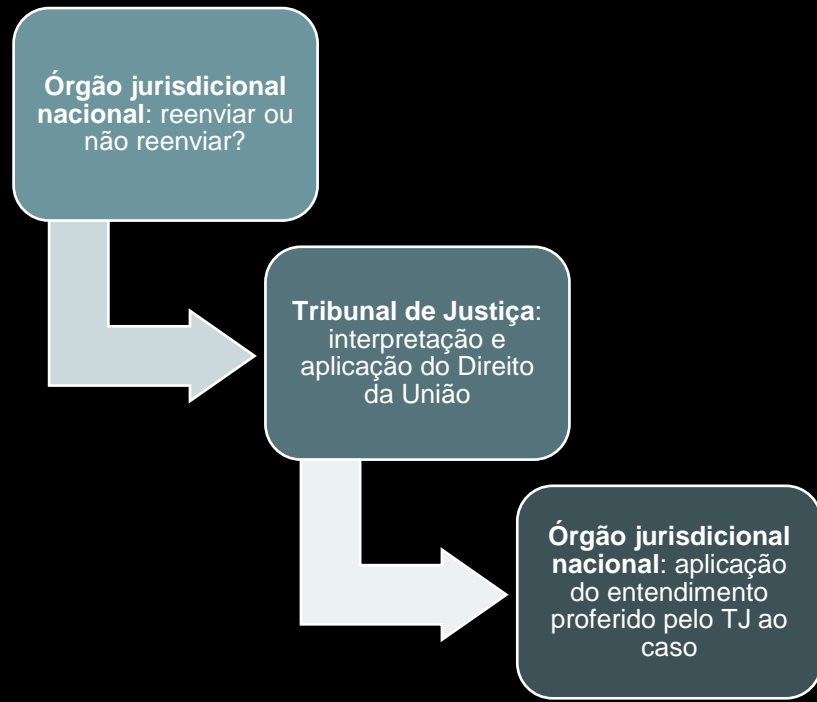 Órgão jurisdicional
nacional: reenviar ou
não reenviar?
Tribunal de Justiça:
interpretação e
aplicação do Direito
da União
Órgão jurisdicional
nacional: aplicação
do entendimento
proferido pelo TJ ao
caso